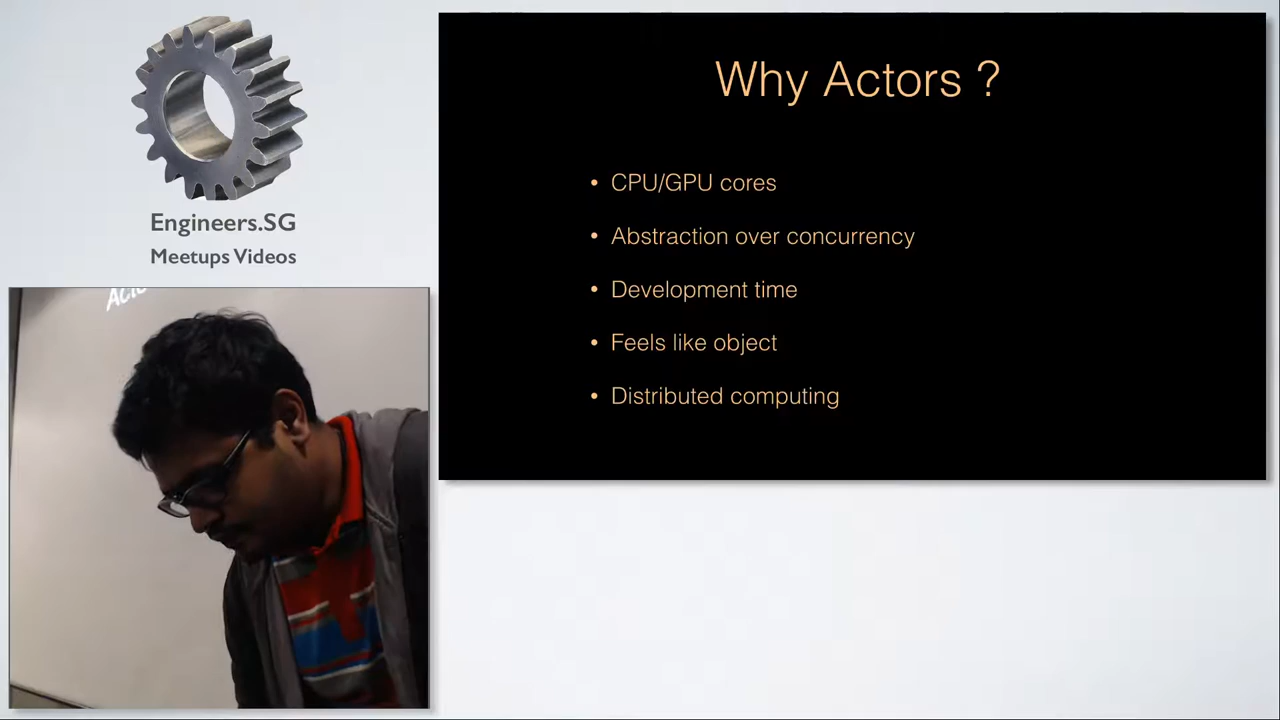 Engineers.SG
Meetups Videos
Why Actors ?
• CPU/GPU cores
• Abstraction over concurrency
• Development time
• Feels like object
• Distributed computing